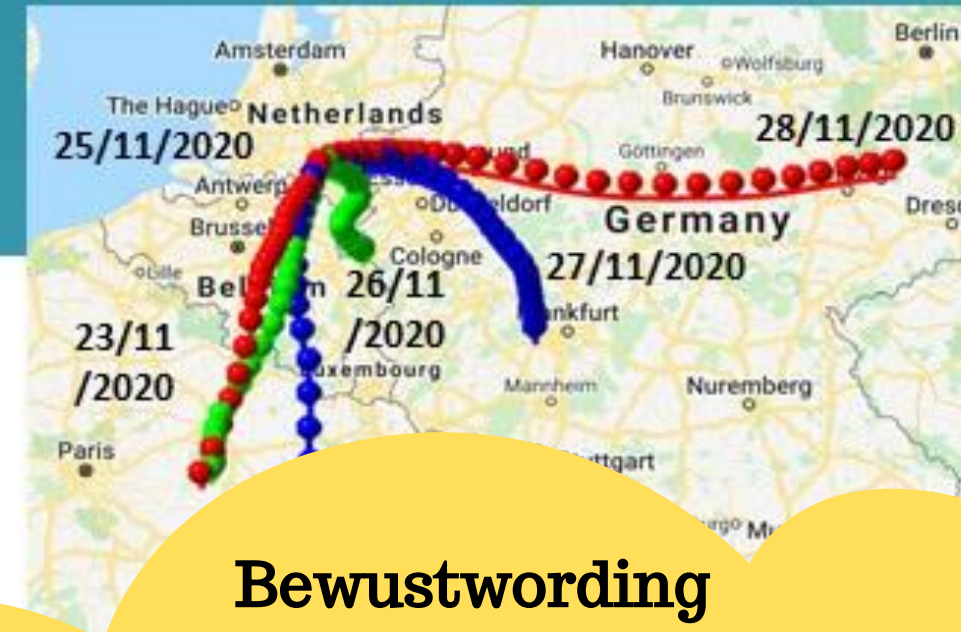 Berlin
Amsterdam
Hanover
Wolfsburg
Brunswick
The Hague
Netherlands
25/11/2020
28/11/2020
Göttingen
Antwerp
Germany
Cologne
27/11/2020
Lille
26/11
/2020
23/11
/2020
Mannheim
Nuremberg
Paris
Bewustwording